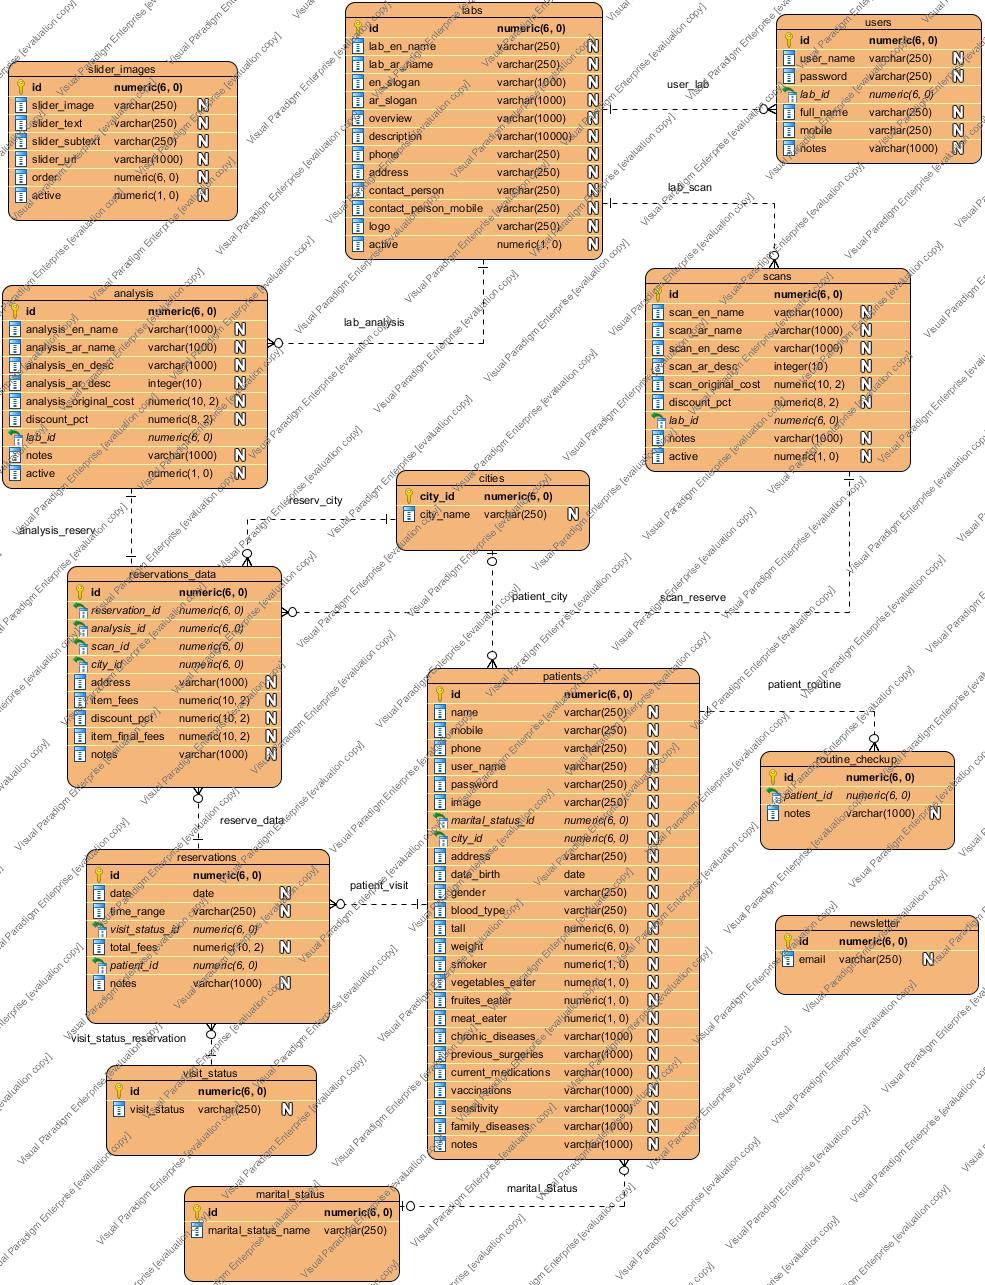 labs
id numeric(6, 0)
lab_en_name varchar(250) N
lab_ar_name varchar(250) N
en_slogan varchar(1000) N
ar_slogan varchar(1000) N
overview varchar(1000) N
description varchar(10000) N
phone varchar(250) N
address varchar(250) N
contact_person varchar(250) N
contact_person_mobile varchar(250) N
logo varchar(250) N
active numeric(1, 0) N
users
id numeric(6, 0)
user_name varchar(250) N
password varchar(250) N
lab_id numeric(6, 0)
full_name varchar(250) N
mobile varchar(250) N
notes varchar(1000) N
slider_images
id numeric(6, 0)
slider_image varchar(250) N
slider_text varchar(250) N
slider_subtext varchar(250) N
slider_url varchar(1000) N
order numeric(6, 0) N
active numeric(1, 0) N
user_lab
lab_scan
scans
id numeric(6, 0)
scan_en_name varchar(1000) N
scan_ar_name varchar(1000) N
scan_en_desc varchar(1000) N
scan_ar_desc integer(10) N
scan_original_cost numeric(10, 2) N
discount_pct numeric(8, 2) N
lab_id numeric(6, 0)
notes varchar(1000) N
active numeric(1, 0) N
analysis
id numeric(6, 0)
analysis_en_name varchar(1000) N
analysis_ar_name varchar(1000) N
analysis_en_desc varchar(1000) N
analysis_ar_desc integer(10) N
analysis_original_cost numeric(10, 2) N
discount_pct numeric(8, 2) N
lab_id numeric(6, 0)
notes varchar(1000) N
active numeric(1, 0) N
lab_analysis
cities
city_id numeric(6, 0)
city_name varchar(250) N
reserv_city
analysis_reserv
patient_city
scan_reserve
reservations_data
id numeric(6, 0)
reservation_id numeric(6, 0)
analysis_id numeric(6, 0)
scan_id numeric(6, 0)
city_id numeric(6, 0)
address varchar(1000) N
item_fees numeric(10, 2) N
discount_pct numeric(10, 2) N
item_final_fees numeric(10, 2) N
notes varchar(1000) N
patients
id numeric(6, 0)
name varchar(250) N
mobile varchar(250) N
phone varchar(250) N
user_name varchar(250) N
password varchar(250) N
image varchar(250) N
marital_status_id numeric(6, 0)
city_id numeric(6, 0)
address varchar(250) N
data_birth date N
gender varchar(250) N
blood_type varchar(250) N
tall numeric(6, 0) N
weight numeric(6, 0) N
smoker numeric(1, 0) N
vegetables_eater numeric(1, 0) N
fruites_eater numeric(1, 0) N
meat_eater numeric(1, 0) N
chronic_diseases varchar(1000) N
previous_surgeries varchar(1000) N
current_medications varchar(1000) N
vaccinations varchar(1000) N
sensitivity varchar(1000) N
family_diseases varchar(1000) N
notes varchar(1000) N
patient_routine
routine_checkup
id numeric(6, 0)
patient_id numeric(6, 0)
notes varchar(1000) N
reserve_data
reservations
id numeric(6, 0)
date date N
time_range varchar(250) N
visit_status_id numeric(6, 0)
total_fees numeric(10, 2) N
patient_id numeric(6, 0)
notes varchar(1000) N
patient_visit
newsletter
id numeric(6, 0)
email varchar(250) N
visit_status_reservation
visit_status
id numeric(6, 0)
visit_status varchar(250) N
marital_Status
marital_status
id numeric(6, 0)
marital_status_name varchar(250)
Visual Paradigm Enterprise [evaluation copy]